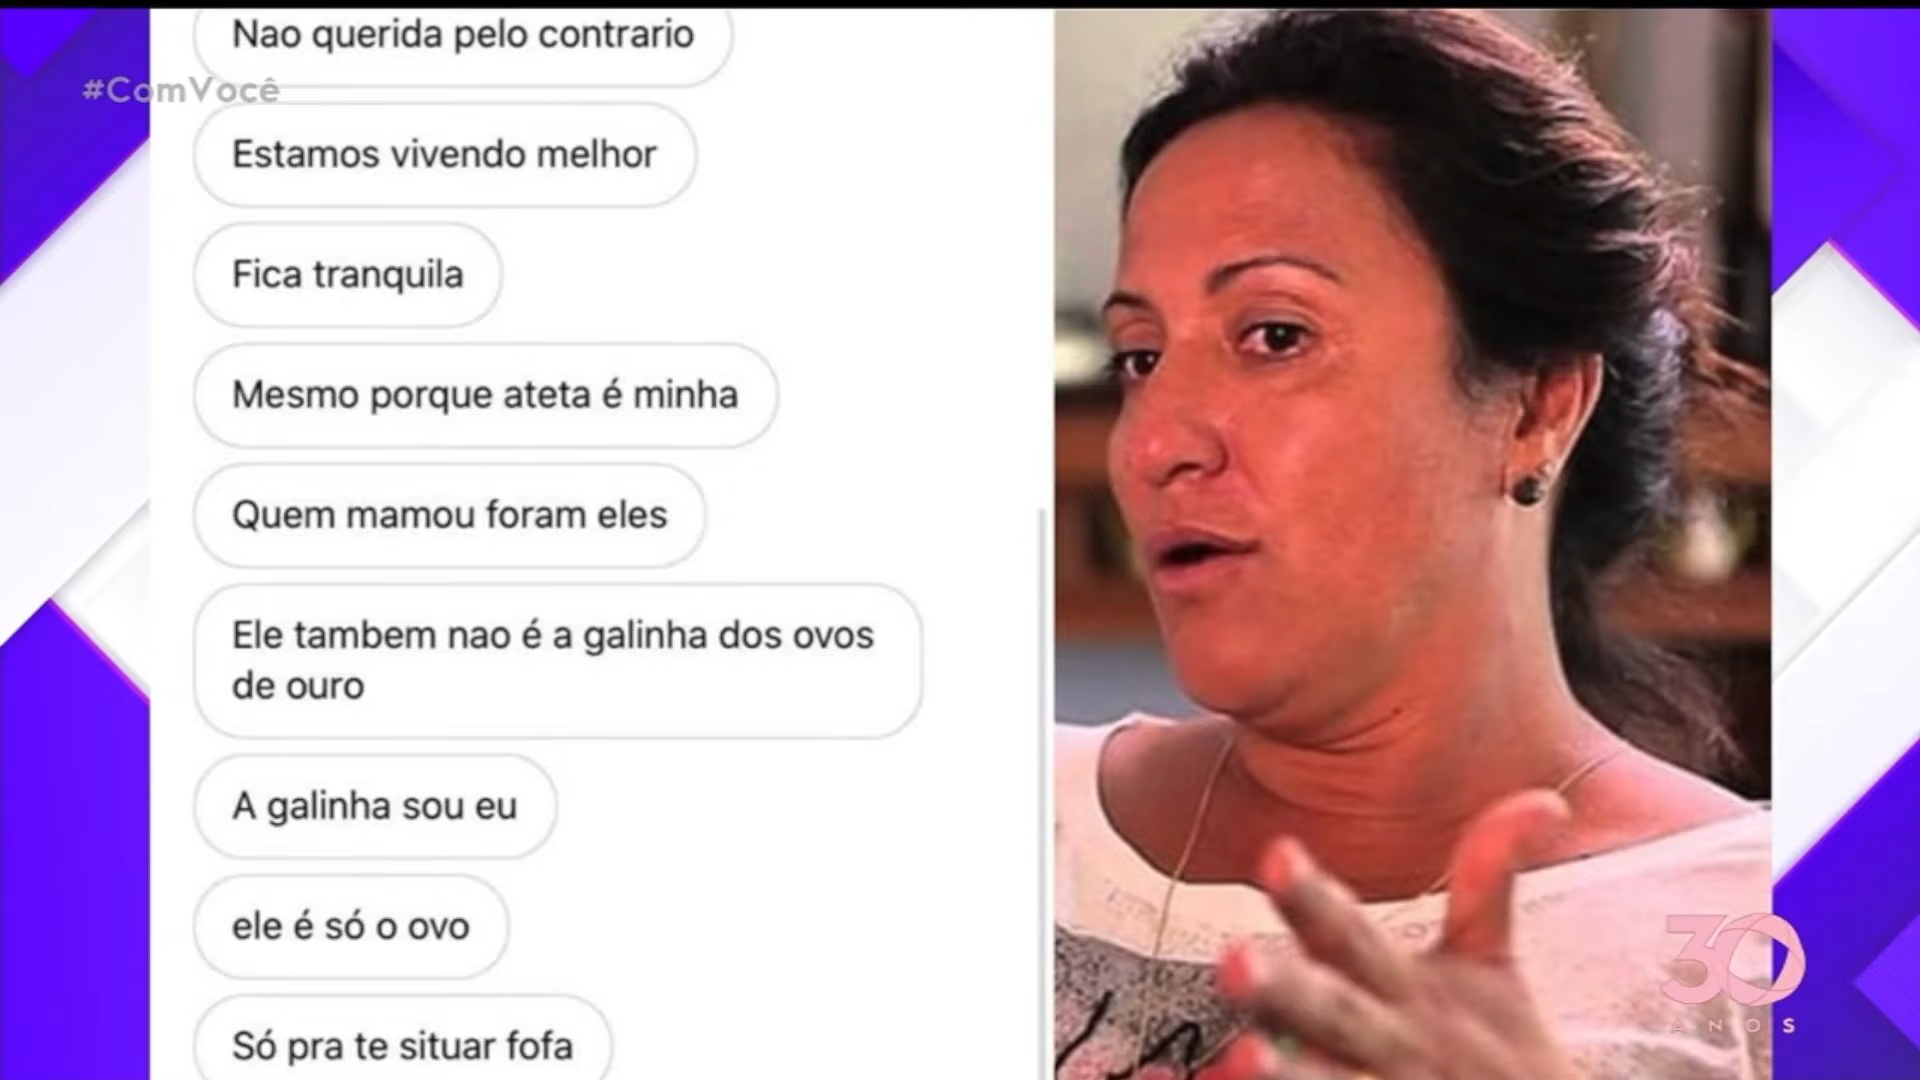 Nao querida pelo contrario
#ComVocê
Estamos vivendo melhor
Fica tranquila
Mesmo porque ateta é minha
Quem mamou foram eles
Ele tambem nao é a galinha dos ovos
de ouro
A galinha sou eu
ele é só o ovo
Só pra te situar fofa
30
ANOS